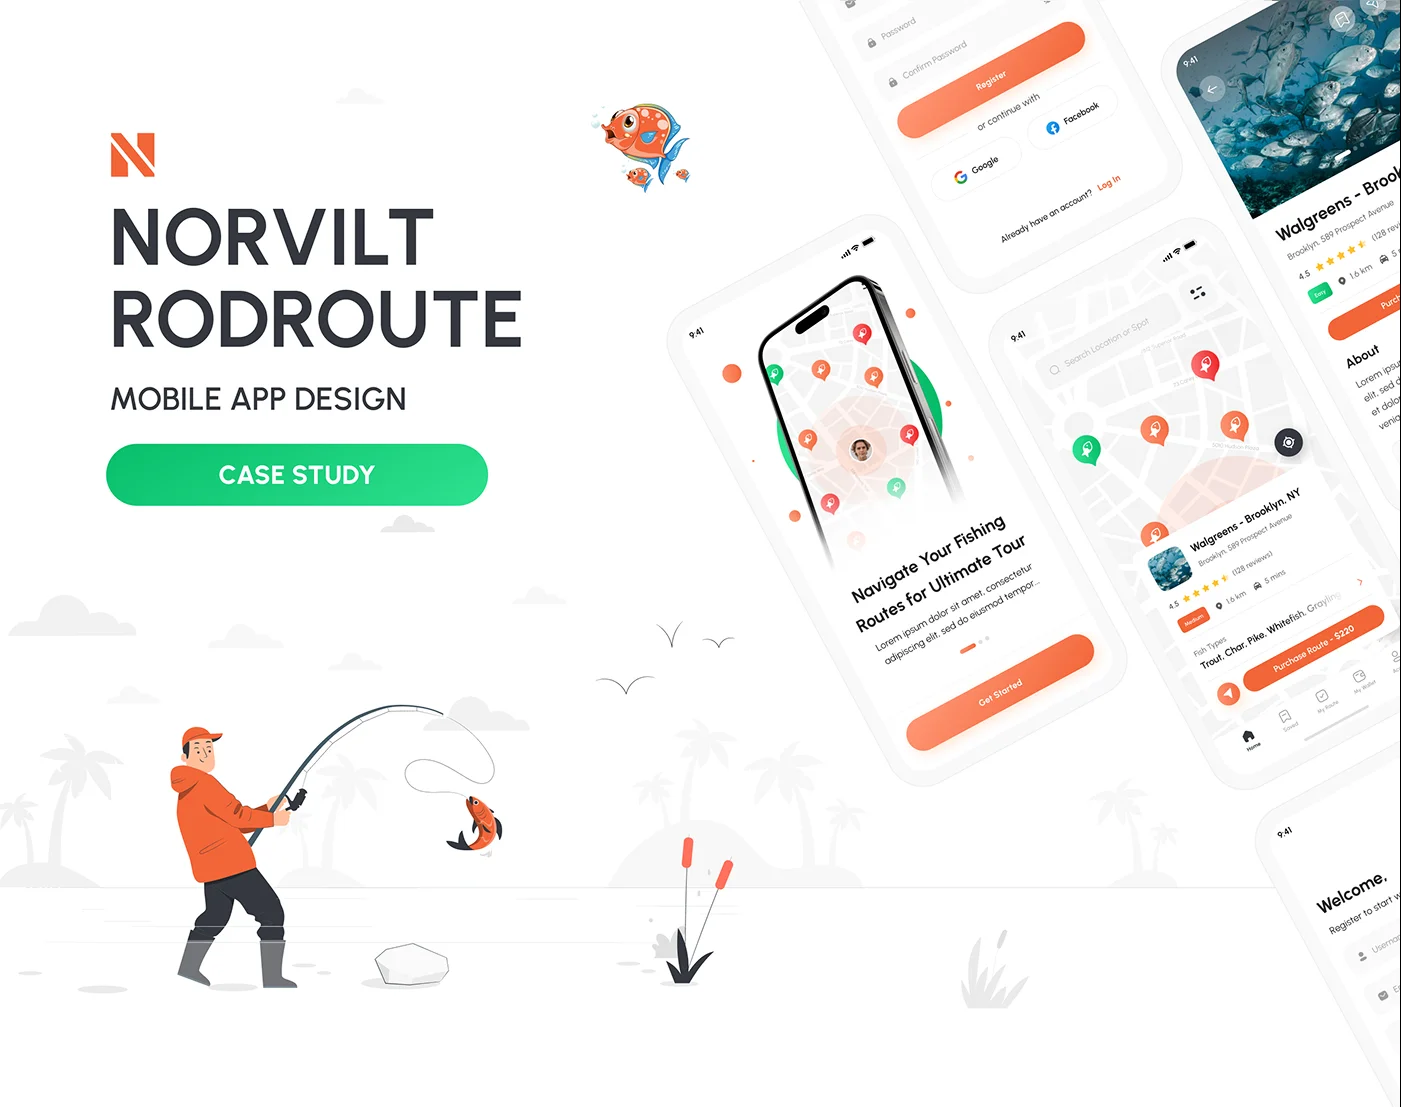 NORVILT
RODROUTE
MOBILE APP DESIGN
CASE STUDY
Password
Confirm Password
Register
or continue with
Google
Facebook
Already have an account? Log In
9:41
Navigate Your Fishing
Routes for Ultimate Tour
Lorem ipsum dolor sit amet, consectetur
adipiscing elit, sed do eiusmod tempor...
Get Started
9:41
Search Location or Spot
Walgreens - Brooklyn, NY
Brooklyn, 589 Prospect Avenue
4.5 (128 reviews)
Medium 1.6 km 5 mins
Fish Types
Trout, Char, Pike, Whitefish, Grayling
Purchase Route - $220
Home
Saved
My Route
My Wallet
9:41
Walgreens - Brook
Brooklyn, 589 Prospect Avenue
4.5 (128 revi
Easy 1.6 km 5
Purch
About
Lorem ipsu
elit, sed d
et dolor
venia
9:41
Welcome,
Register to start w
Userna